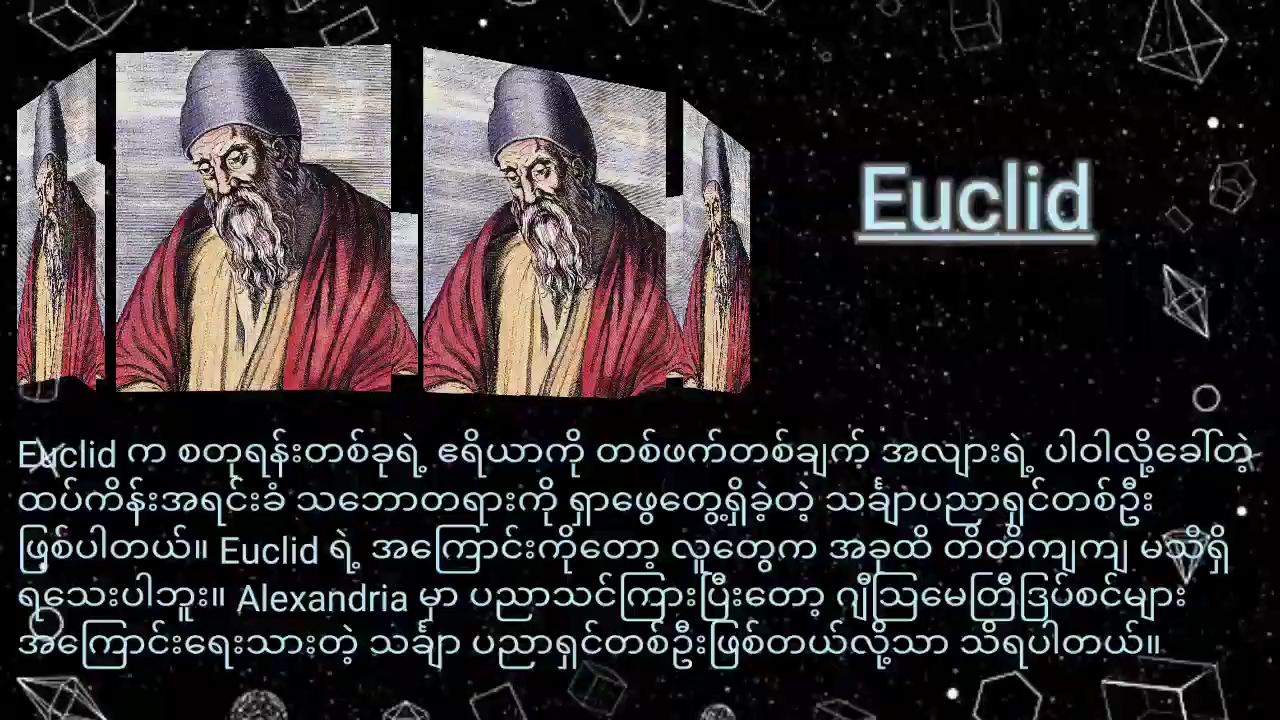 Euclid
Euclid က စတုရန်းတစ်ခုရဲ့ ဧရိယာကို တစ်ဖက်တစ်ချက် အလျားရဲ့ ပါဝါလို့ခေါ်တဲ့
ထပ်ကိန်းအရင်းခံ သဘောတရားကို ရှာဖွေတွေ့ရှိခဲ့တဲ့ သင်္ချာပညာရှင်တစ်ဦး
ဖြစ်ပါတယ်။ Euclid ရဲ့ အကြောင်းကိုတော့ လူတွေက အခုထိ တိတိကျကျ မသိရှိ
ရသေးပါဘူး။ Alexandria မှာ ပညာသင်ကြားပြီးတော့ ဂျီဩမေတြီဒြပ်စင်များ
အကြောင်းရေးသားတဲ့ သင်္ချာ ပညာရှင်တစ်ဦးဖြစ်တယ်လို့သာ သိရပါတယ်။